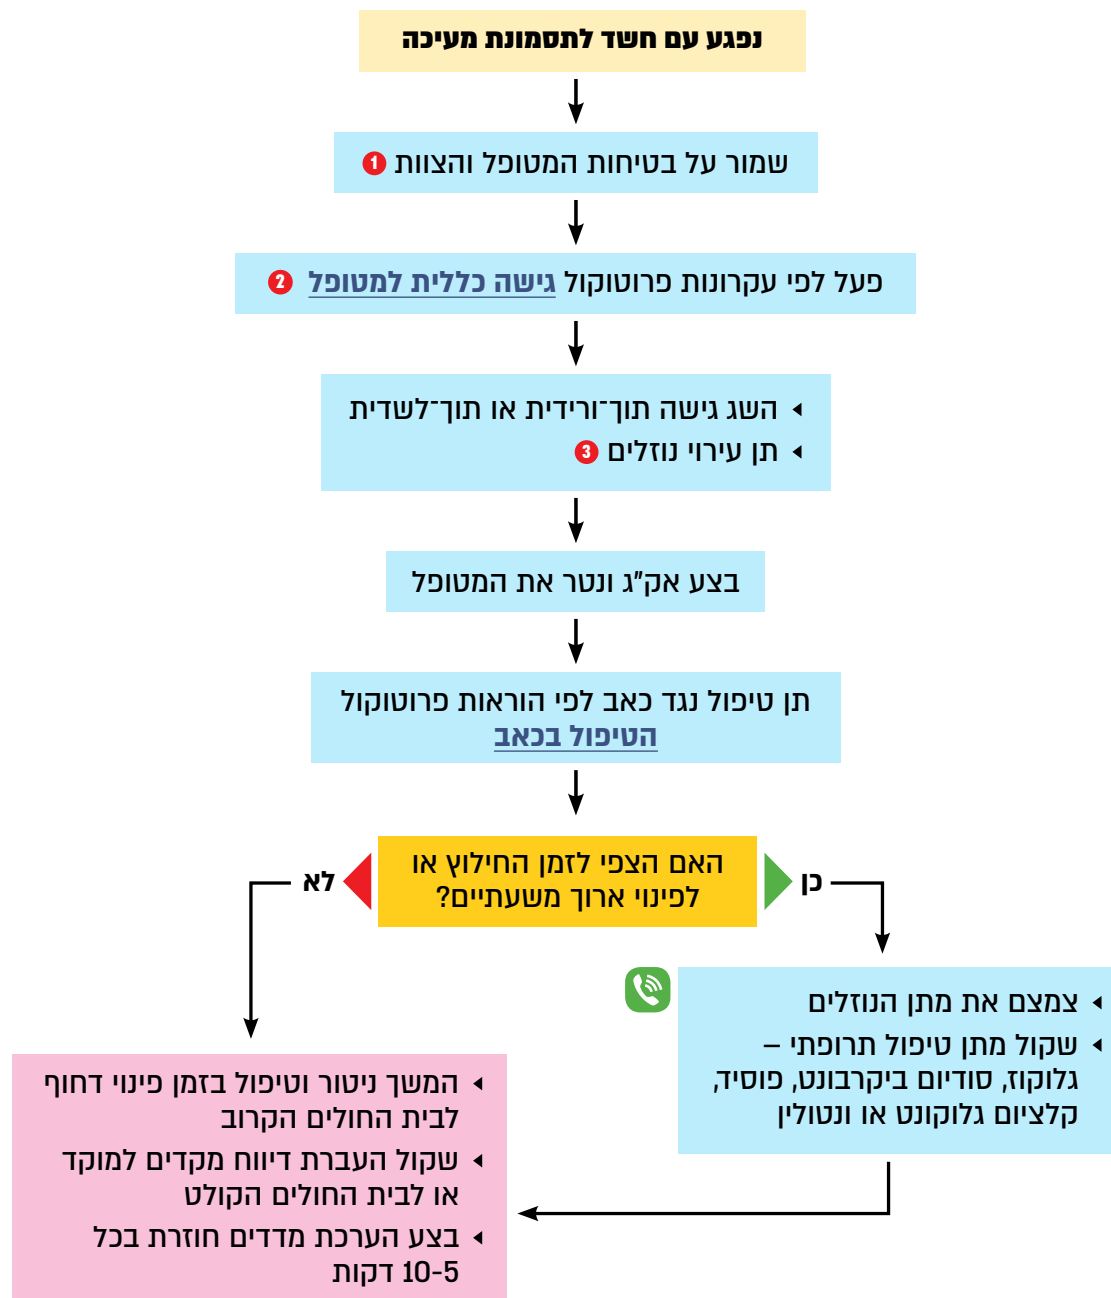 נפגע עם חשד לתסמונת מעיכה
שמור על בטיחות המטופל והצוות 1
פעל לפי עקרונות פרוטוקול גישה כללית למטופל 2
השג גישה תוך־ורידית או תוך־לשדית
תן עירוי נוזלים 3
בצע אק"ג ונטר את המטופל
תן טיפול נגד כאב לפי הוראות פרוטוקול
הטיפול בכאב
האם הצפי לזמן החילוץ או
לפינוי ארוך משעתיים?
כן
לא
צמצם את מתן הנוזלים
שקול מתן טיפול תרופתי –
גלוקוז, סודיום ביקרבונט, פוסיד,
קלציום גלוקונט או ונטולין
המשך ניטור וטיפול בזמן פינוי דחוף
לבית החולים הקרוב
שקול העברת דיווח מקדים למוקד
או לבית החולים הקולט
בצע הערכת מדדים חוזרת בכל
10-5 דקות